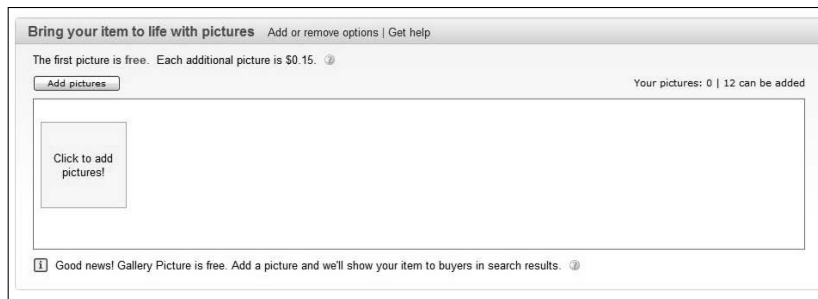 Bring your item to life with pictures Add or remove options | Get help
The first picture is free. Each additional picture is $0.15. ?
Add pictures Your pictures: 0 | 12 can be added
Click to add
pictures!
i Good news! Gallery Picture is free. Add a picture and we'll show your item to buyers in search results. ?